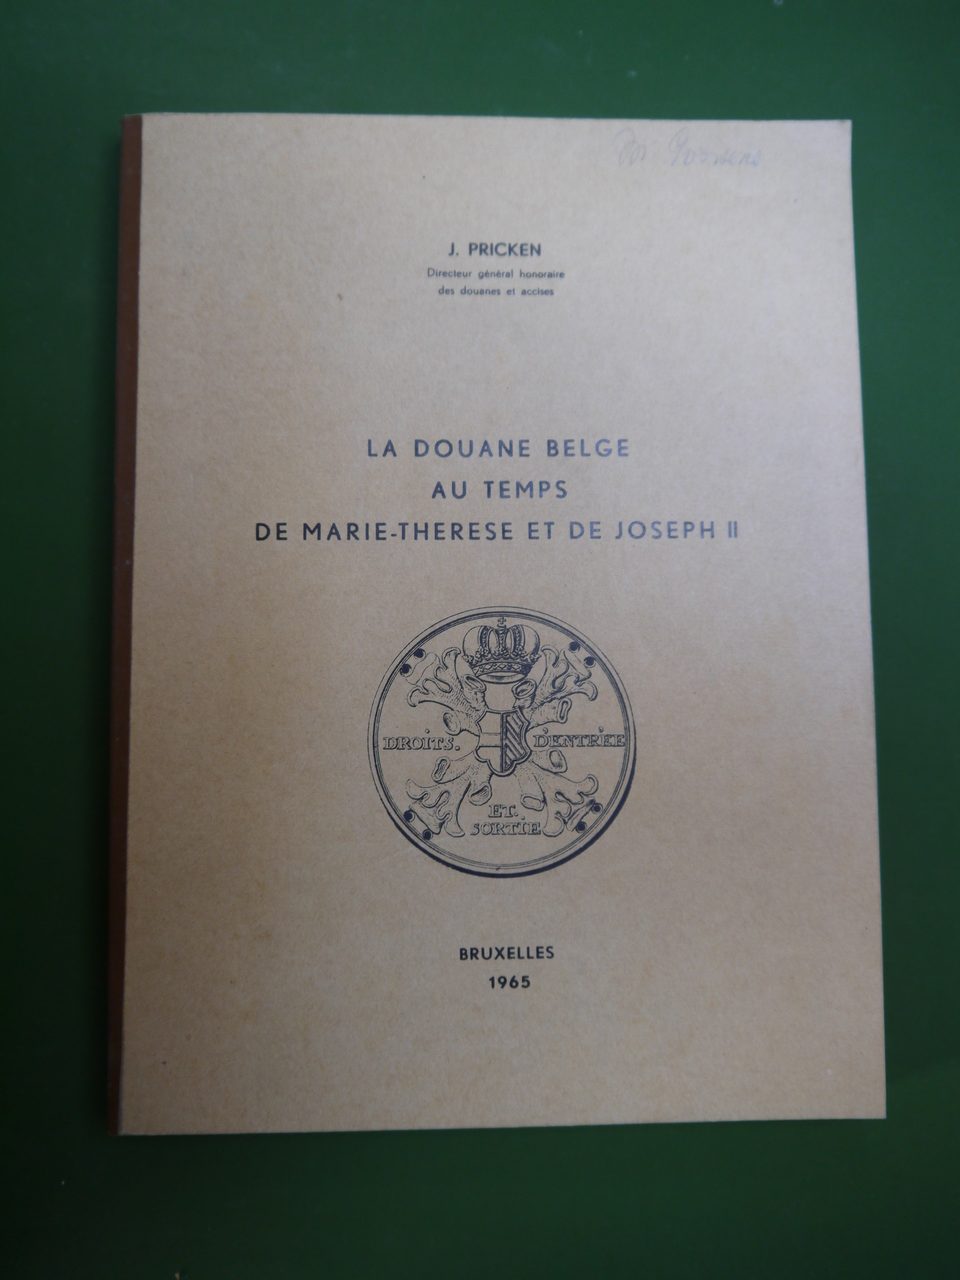 J. PRICKEN
Directeur général honoraire
des douanes et accises
LA DOUANE BELGE
AU TEMPS
DE MARIE-THERESE ET DE JOSEPH II
DROITS. D'ENTRÉE
ET.
SORTIE
BRUXELLES
1965